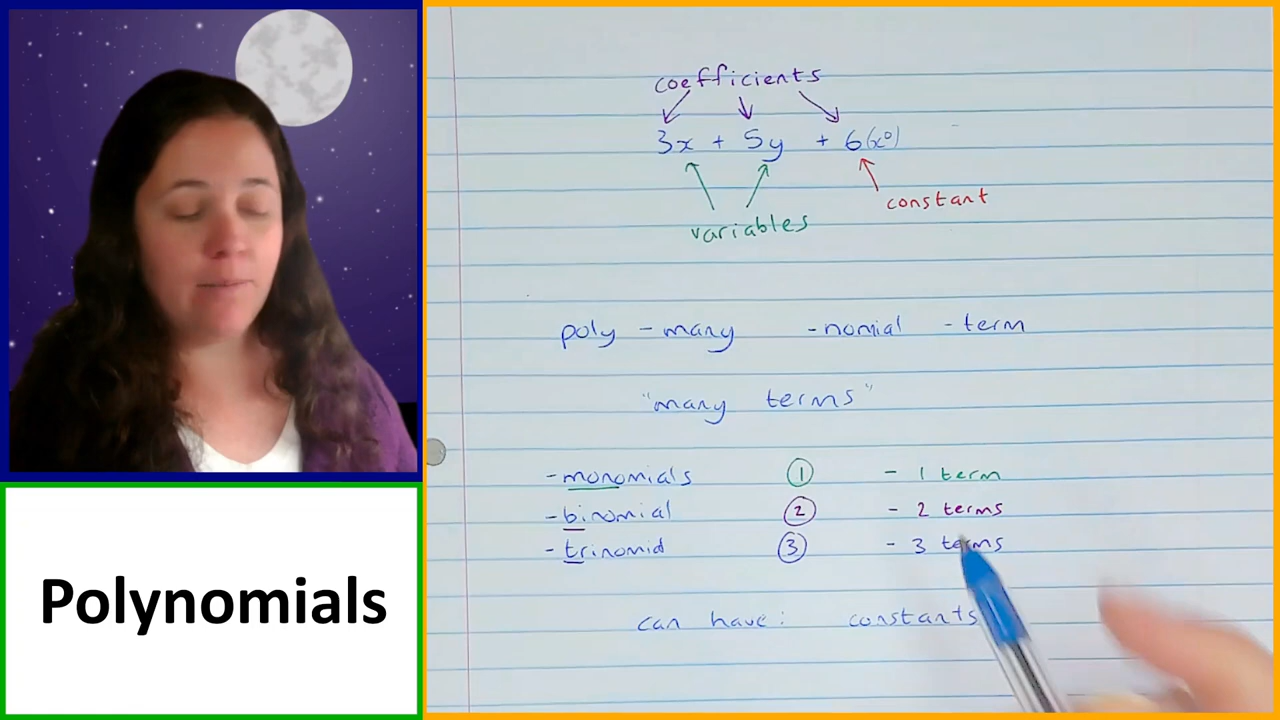 coefficients
3x + 5y + 6(x⁰)
constant
variables
poly - many - nomial - term
"many terms"
- monomials ① - 1 term
- binomial ② - 2 terms
- trinomid ③ - 3 terms
can have: constants
Polynomials